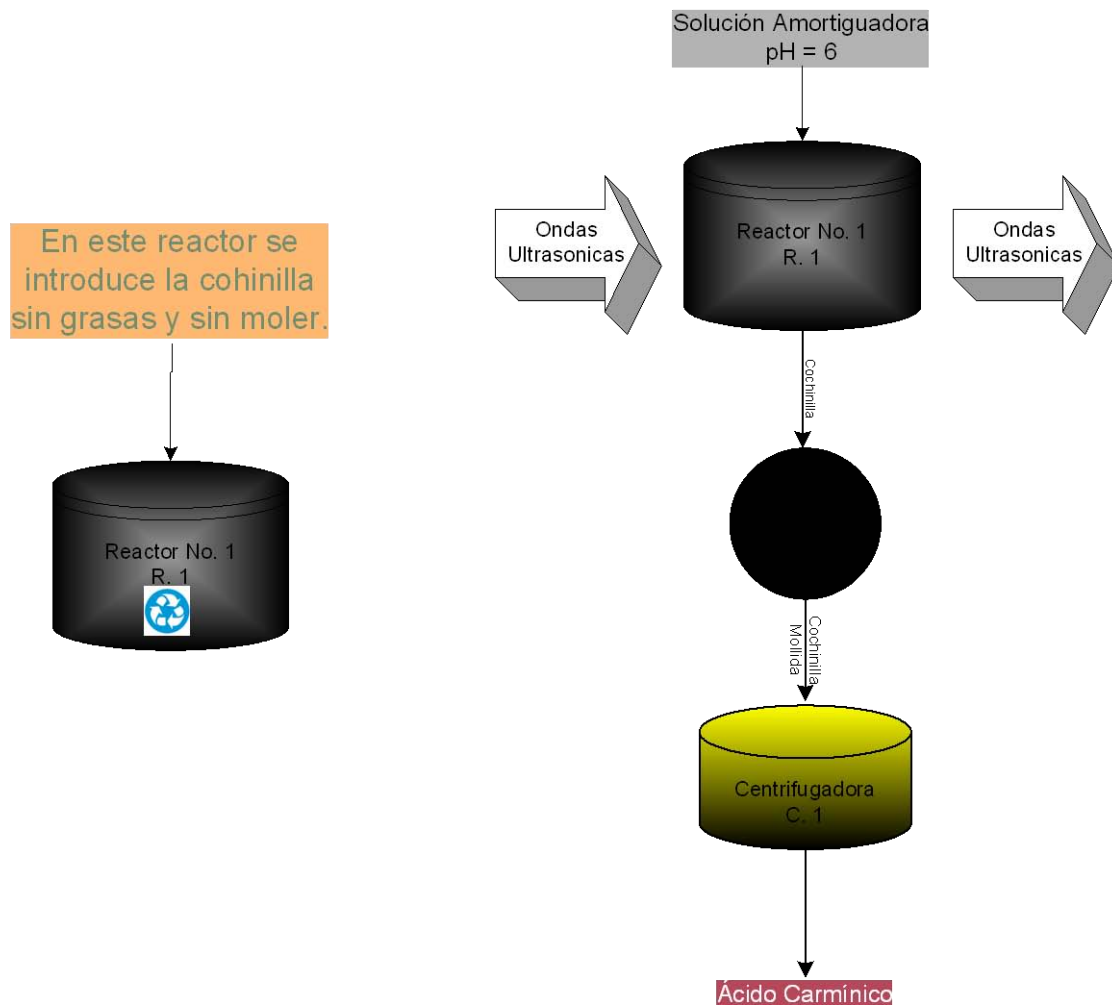 Solución Amortiguadora
pH = 6
Ondas
Ultrasonicas
Reactor No. 1
R. 1
Ondas
Ultrasonicas
En este reactor se
introduce la cohinilla
sin grasas y sin moler.
Reactor No. 1
R. 1
Cochinilla
Cochinilla
Mollida
Centrifugadora
C. 1
Ácido Carmínico